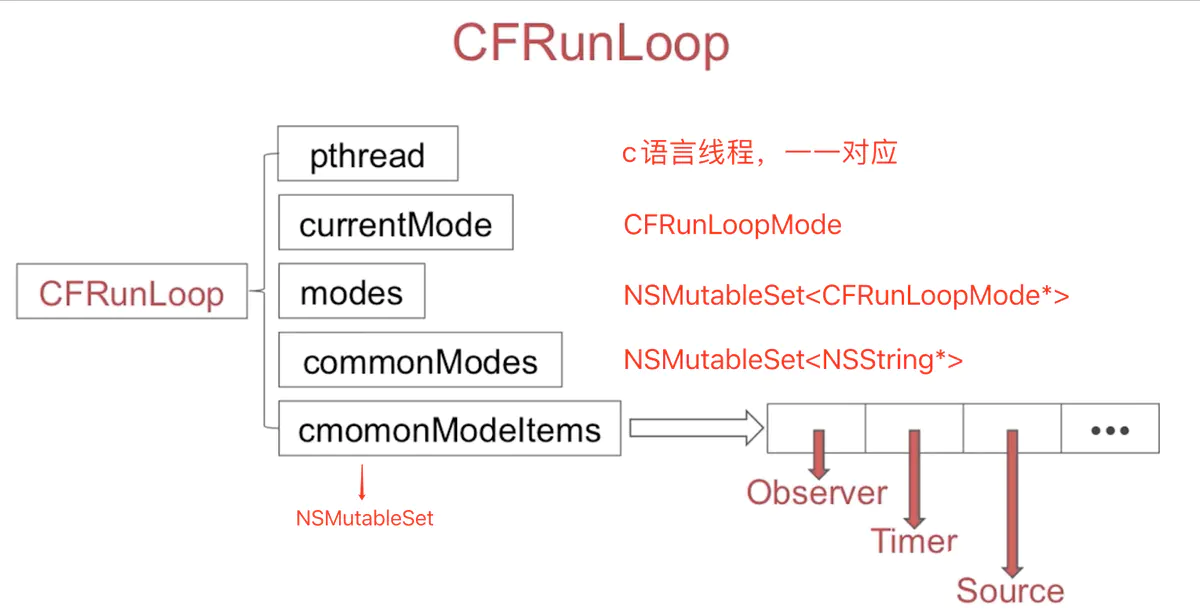 CFRunLoop
pthread
c语言线程，一一对应
currentMode
CFRunLoopMode
CFRunLoop
modes
NSMutableSet<CFRunLoopMode*>
commonModes
NSMutableSet<NSString*>
cmomonModeItems
•••
NSMutableSet
Observer
Timer
Source